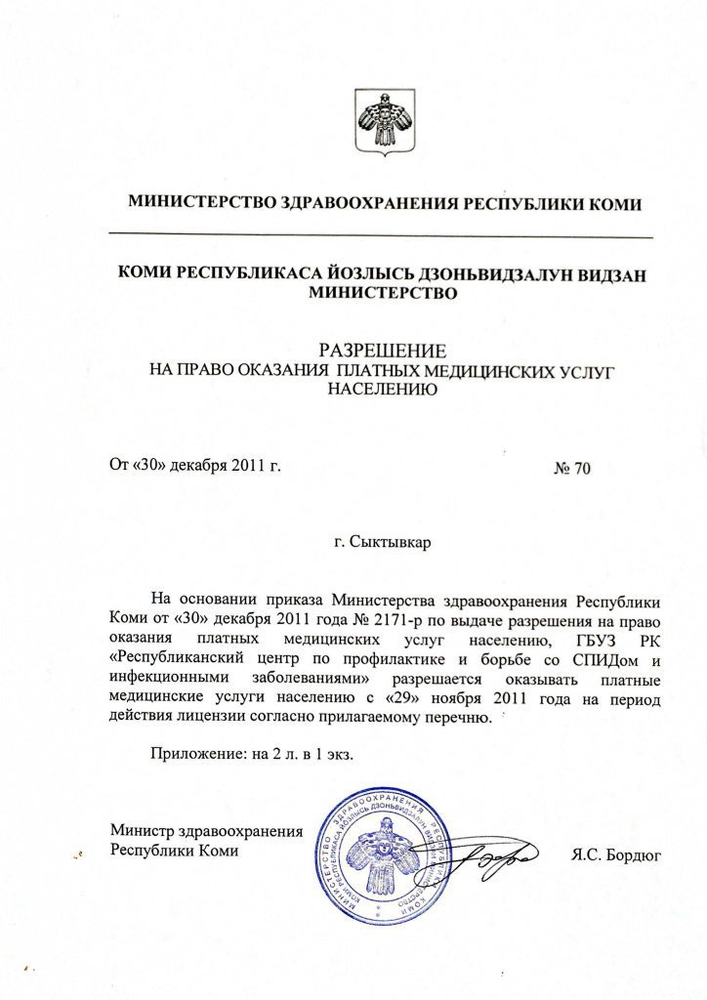 МИНИСТЕРСТВО ЗДРАВООХРАНЕНИЯ РЕСПУБЛИКИ КОМИ
КОМИ РЕСПУБЛИКАСА ЙОЗЛЫСЬ ДЗОНЬВИДЗАЛУН ВИДЗАН
МИНИСТЕРСТВО
РАЗРЕШЕНИЕ
НА ПРАВО ОКАЗАНИЯ ПЛАТНЫХ МЕДИЦИНСКИХ УСЛУГ
НАСЕЛЕНИЮ
От «30» декабря 2011 г. № 70
г. Сыктывкар
На основании приказа Министерства здравоохранения Республики
Коми от «30» декабря 2011 года № 2171-р по выдаче разрешения на право
оказания платных медицинских услуг населению, ГБУЗ РК
«Республиканский центр по профилактике и борьбе со СПИДом и
инфекционными заболеваниями» разрешается оказывать платные
медицинские услуги населению с «29» ноября 2011 года на период
действия лицензии согласно прилагаемому перечню.
Приложение: на 2 л. в 1 экз.
Министр здравоохранения
Республики Коми Я.С. Бордюг
МИНИСТЕРСТВО ЗДРАВООХРАНЕНИЯ РЕСПУБЛИКИ КОМИ
КОМИ РЕСПУБЛИКАСА ЙОЗЛЫСЬ ДЗОНЬВИДЗАЛУН ВИДЗАН МИНИСТЕРСТВО